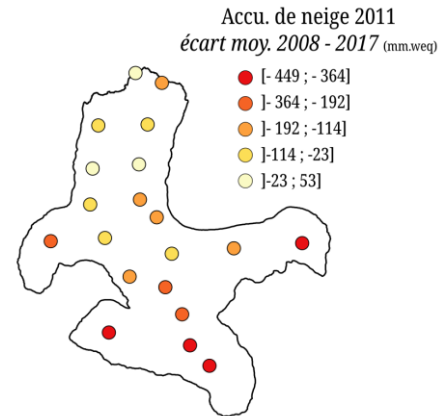 Accu. de neige 2011
écart moy. 2008 - 2017 (mm.weq)
[- 449 ; - 364]
]- 364 ; - 192]
]- 192 ; -114]
]-114 ; -23]
]-23 ; 53]